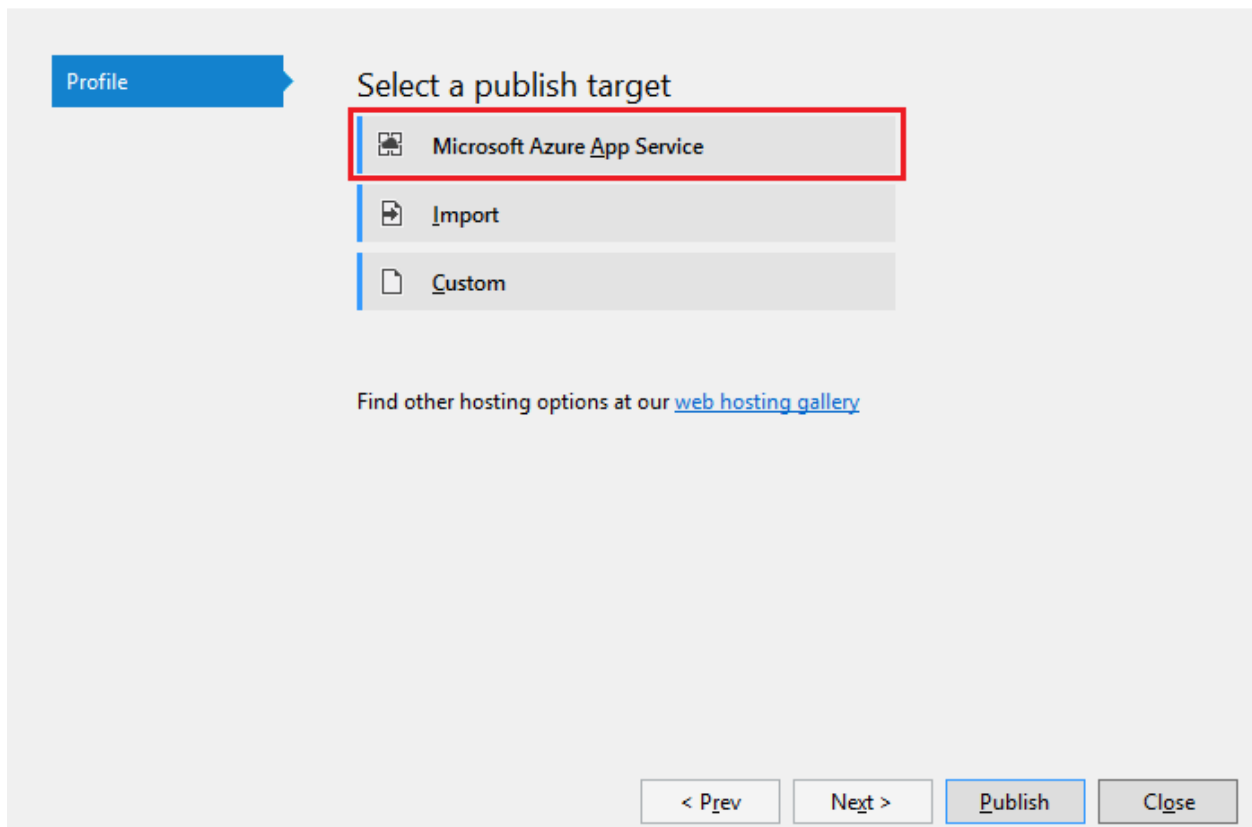 Profile
Select a publish target
Microsoft Azure App Service
Import
Custom
Find other hosting options at our web hosting gallery
< Prev
Next >
Publish
Close